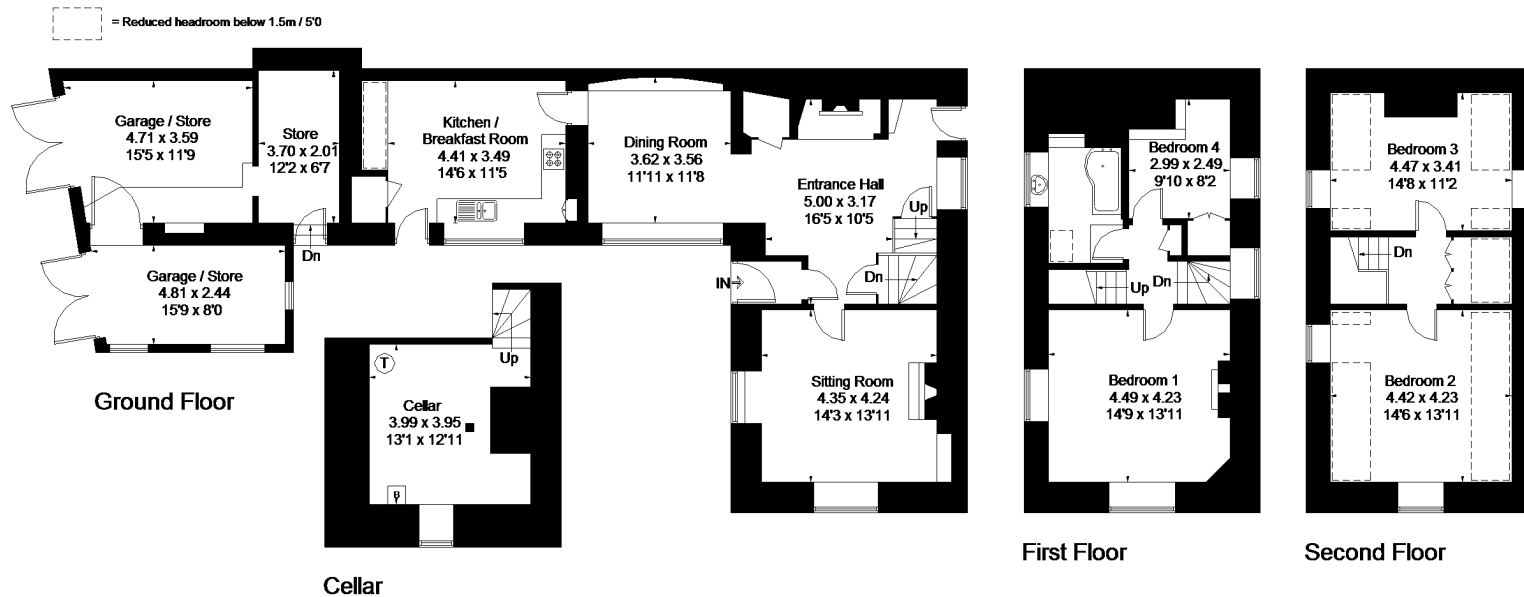 = Reduced headroom below 1.5m / 5'0
Garage / Store
4.71 x 3.59
15'5 x 11'9
Store
3.70 x 2.01
12'2 x 6'7
Kitchen /
Breakfast Room
4.41 x 3.49
14'6 x 11'5
Dining Room
3.62 x 3.56
11'11 x 11'8
Entrance Hall
5.00 x 3.17
16'5 x 10'5
Up
Dn
IN
Dn
Garage / Store
4.81 x 2.44
15'9 x 8'0
Sitting Room
4.35 x 4.24
14'3 x 13'11
Ground Floor
Up
T
Cellar
3.99 x 3.95
13'1 x 12'11
B
Cellar
Bedroom 4
2.99 x 2.49
9'10 x 8'2
Up
Dn
Bedroom 1
4.49 x 4.23
14'9 x 13'11
First Floor
Bedroom 3
4.47 x 3.41
14'8 x 11'2
Dn
Bedroom 2
4.42 x 4.23
14'6 x 13'11
Second Floor